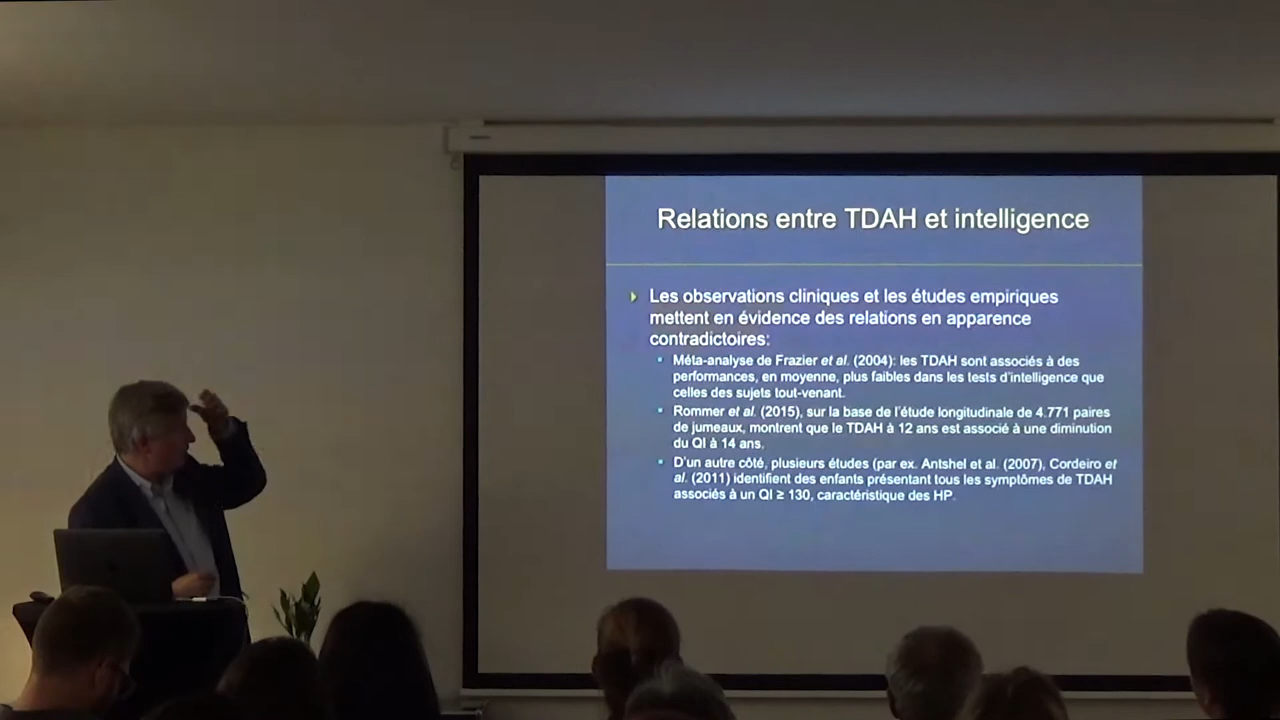 Relations entre TDAH et intelligence
Les observations cliniques et les études empiriques
mettent en évidence des relations en apparence
contradictoires:
Méta-analyse de Frazier et al. (2004): les TDAH sont associés à des
performances, en moyenne, plus faibles dans les tests d'intelligence que
celles des sujets tout-venant.
Rommer et al. (2015), sur la base de l'étude longitudinale de 4.771 paires
de jumeaux, montrent que le TDAH à 12 ans est associé à une diminution
du QI à 14 ans.
D'un autre côté, plusieurs études (par ex. Antshel et al. (2007), Cordeiro et
al. (2011) identifient des enfants présentant tous les symptômes de TDAH
associés à un QI ≥ 130, caractéristique des HP.